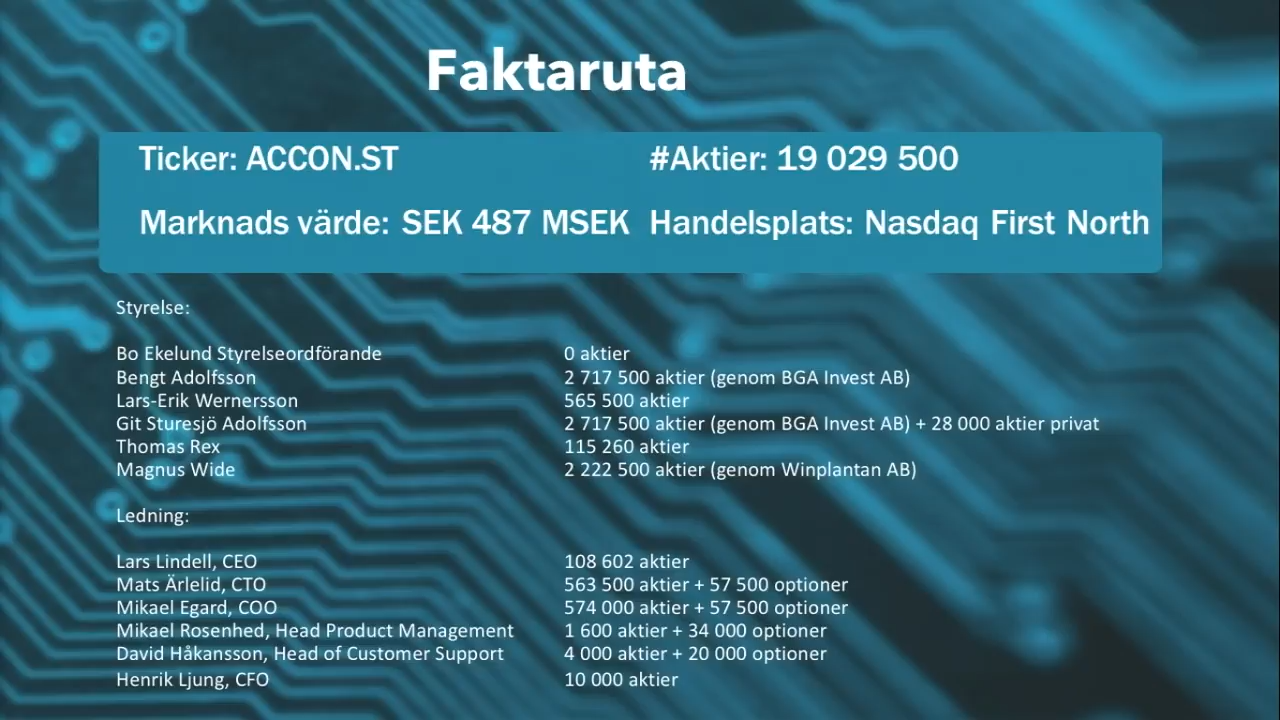 Faktaruta
Ticker: ACCON.ST #Aktier: 19 029 500
Marknads värde: SEK 487 MSEK Handelsplats: Nasdaq First North
Styrelse:
Bo Ekelund Styrelseordförande 0 aktier
Bengt Adolfsson 2 717 500 aktier (genom BGA Invest AB)
Lars-Erik Wernersson 565 500 aktier
Git Sturesjö Adolfsson 2 717 500 aktier (genom BGA Invest AB) + 28 000 aktier privat
Thomas Rex 115 260 aktier
Magnus Wide 2 222 500 aktier (genom Winplantan AB)
Ledning:
Lars Lindell, CEO 108 602 aktier
Mats Ärlelid, CTO 563 500 aktier + 57 500 optioner
Mikael Egard, COO 574 000 aktier + 57 500 optioner
Mikael Rosenhed, Head Product Management 1 600 aktier + 34 000 optioner
David Håkansson, Head of Customer Support 4 000 aktier + 20 000 optioner
Henrik Ljung, CFO 10 000 aktier